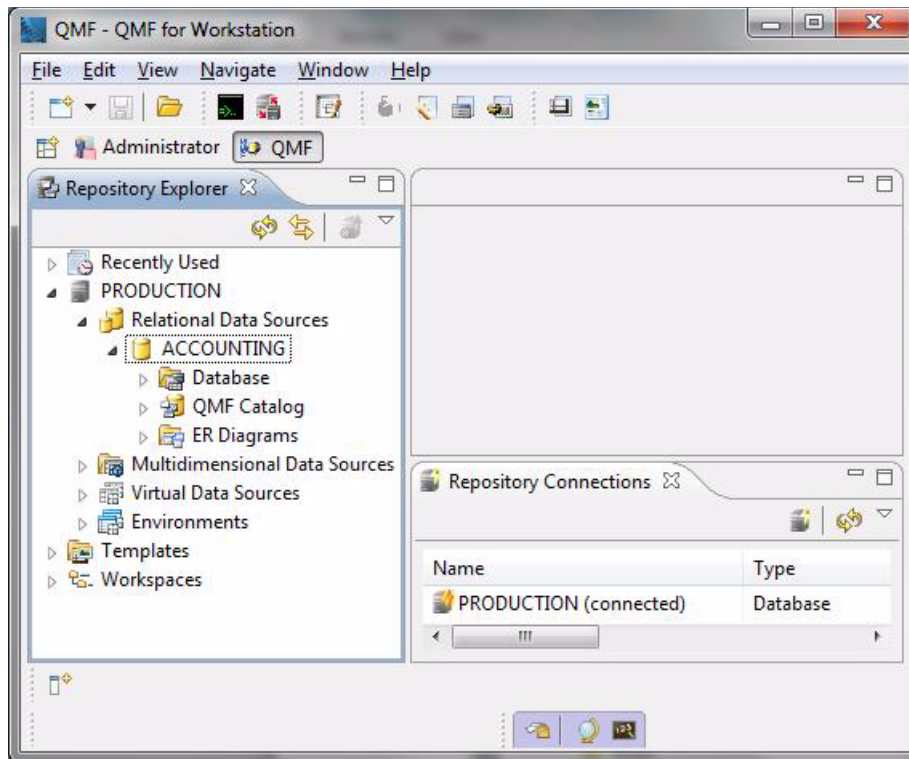 QMF - QMF for Workstation
File Edit View Navigate Window Help
Administrator QMF
Repository Explorer
Recently Used
PRODUCTION
Relational Data Sources
ACCOUNTING
Database
QMF Catalog
ER Diagrams
Multidimensional Data Sources
Virtual Data Sources
Environments
Templates
Workspaces
Repository Connections
Name Type
PRODUCTION (connected) Database